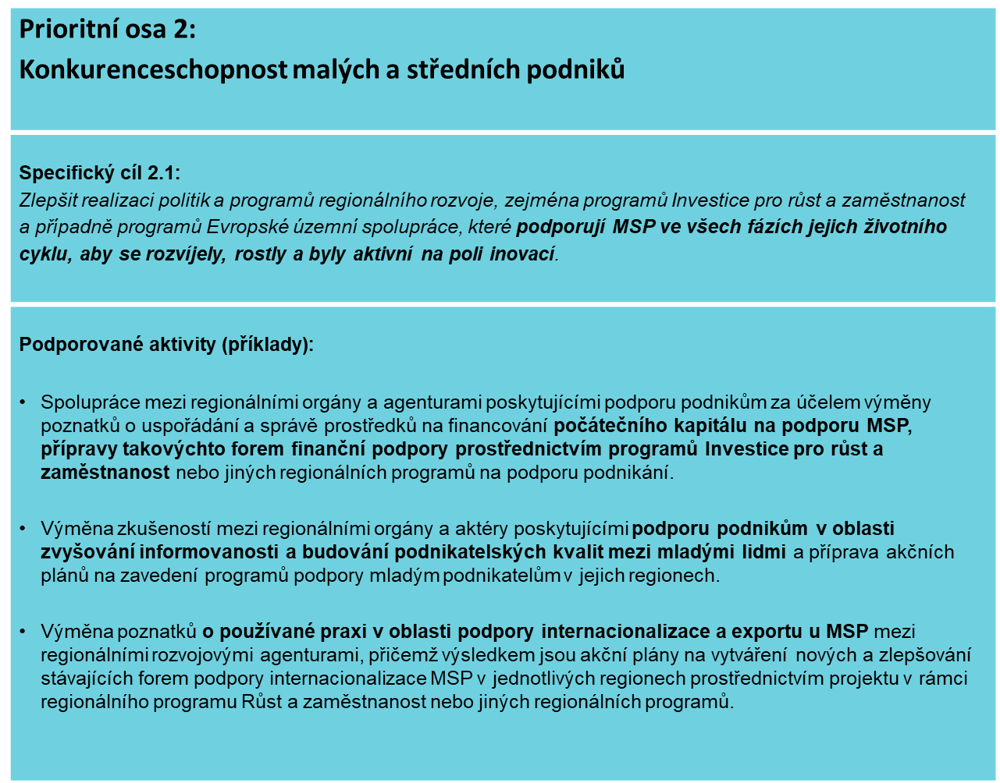 Prioritní osa 2:
Konkurenceschopnost malých a středních podniků
Specifický cíl 2.1:
Zlepšit realizaci politik a programů regionálního rozvoje, zejména programů Investice pro růst a zaměstnanost
a případně programů Evropské územní spolupráce, které podporují MSP ve všech fázích jejich životního
cyklu, aby se rozvíjely, rostly a byly aktivní na poli inovací.
Podporované aktivity (příklady):
• Spolupráce mezi regionálními orgány a agenturami poskytujícími podporu podnikům za účelem výměny
poznatků o uspořádání a správě prostředků na financování počátečního kapitálu na podporu MSP,
přípravy takovýchto forem finanční podpory prostřednictvím programů Investice pro růst a
zaměstnanost nebo jiných regionálních programů na podporu podnikání.
• Výměna zkušeností mezi regionálními orgány a aktéry poskytujícími podporu podnikům v oblasti
zvyšování informovanosti a budování podnikatelských kvalit mezi mladými lidmi a příprava akčních
plánů na zavedení programů podpory mladým podnikatelům v jejich regionech.
• Výměna poznatků o používané praxi v oblasti podpory internacionalizace a exportu u MSP mezi
regionálními rozvojovými agenturami, přičemž výsledkem jsou akční plány na vytváření nových a zlepšování
stávajících forem podpory internacionalizace MSP v jednotlivých regionech prostřednictvím projektu v rámci
regionálního programu Růst a zaměstnanost nebo jiných regionálních programů.